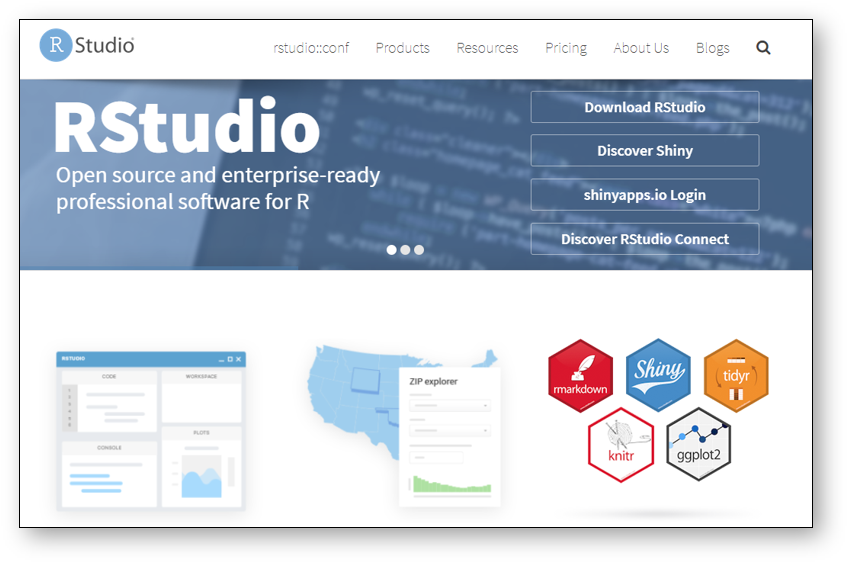 R Studio
rstudio::conf Products Resources Pricing About Us Blogs
RStudio
Open source and enterprise-ready
professional software for R
Download RStudio
Discover Shiny
shinyapps.io Login
Discover RStudio Connect
RSTUDIO
CODE
WORKSPACE
CONSOLE
PLOTS
ZIP explorer
rmarkdown
Shiny
tidyr
knitr
ggplot2